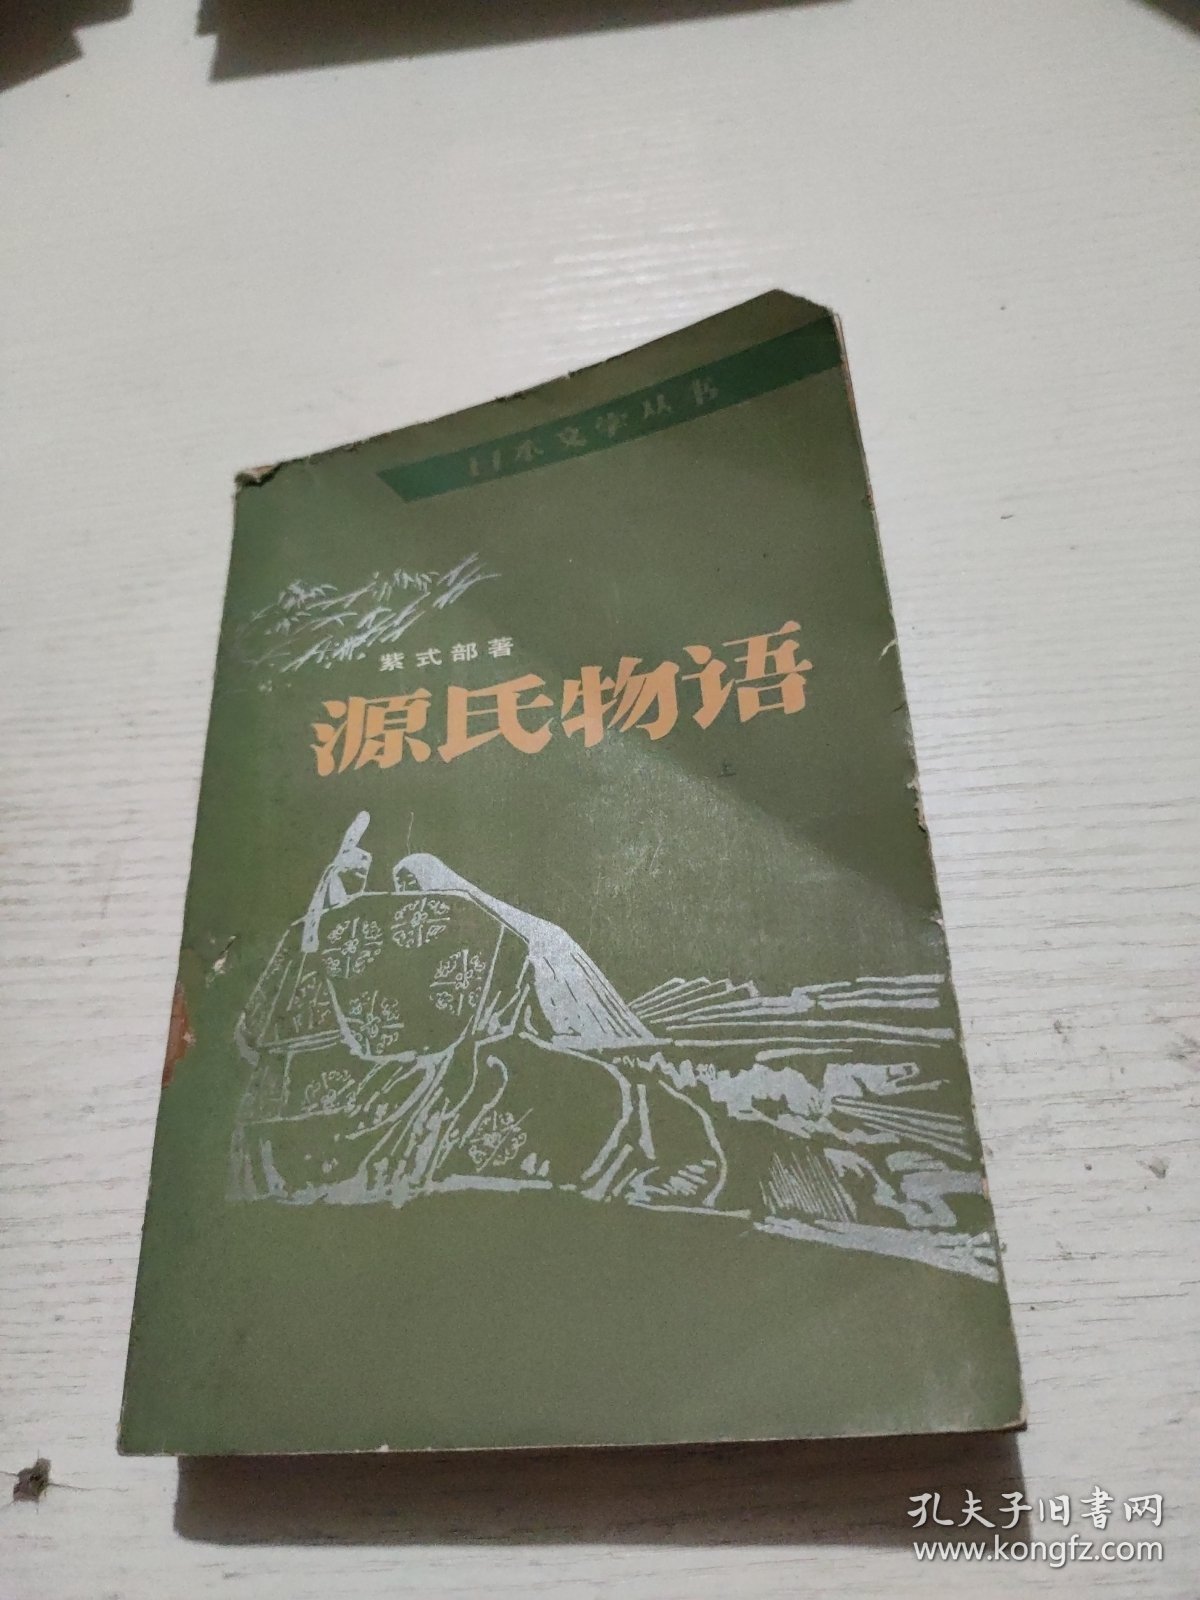 日本文学丛书
紫式部著
源氏物语
上
孔夫子旧书网
www.kongfz.com